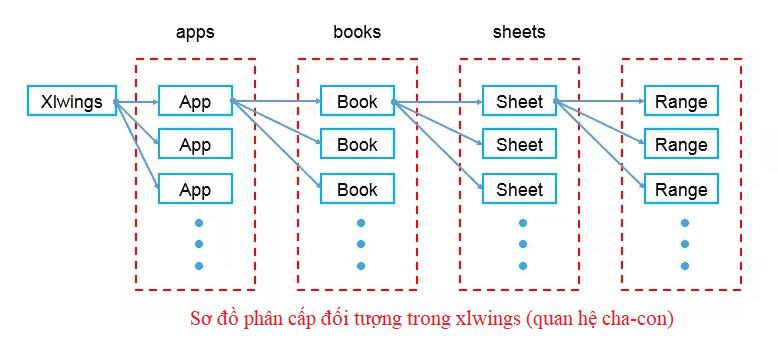 apps books sheets
Xlwings App Book Sheet Range
App Book Sheet Range
App Book Sheet Range
Sơ đồ phân cấp đối tượng trong xlwings (quan hệ cha-con)